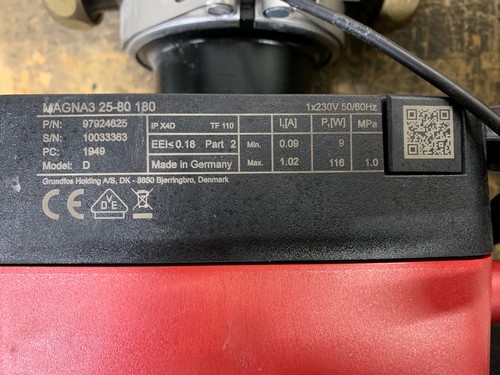 MAGNA3 25-80 180
1x230V 50/60Hz
P/N: 97924625
S/N: 10033363
PC: 1949
Model: D
IP X4D TF 110 I₁[A] P₁[W] MPa
EEI≤ 0.18 Part 2 Min. 0.09 9
Made in Germany Max. 1.02 116 1.0
Grundfos Holding A/S, DK - 8850 Bjerringbro, Denmark
CE VDE